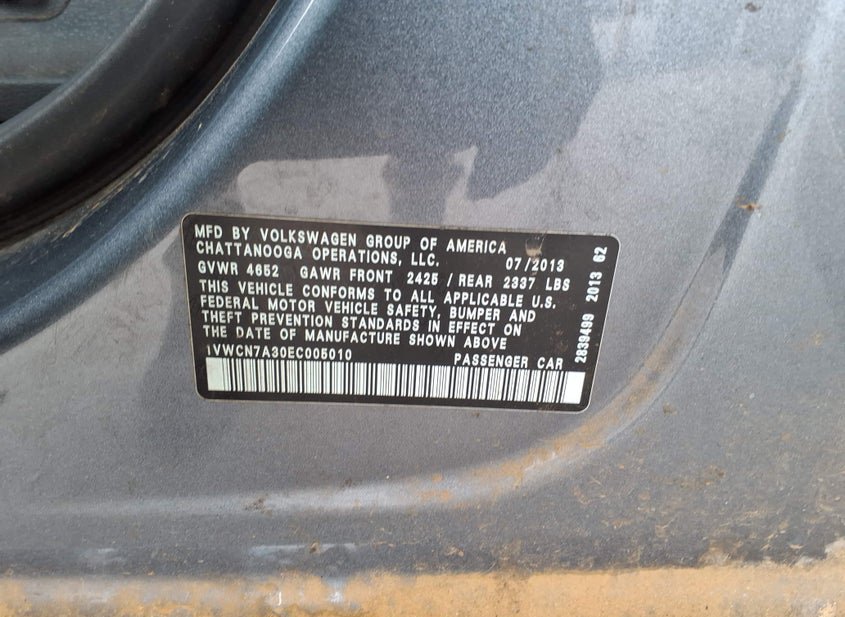 MFD BY VOLKSWAGEN GROUP OF AMERICA
CHATTANOOGA OPERATIONS, LLC. 07/2013
GVWR 4652 GAWR FRONT 2425 / REAR 2337 LBS
THIS VEHICLE CONFORMS TO ALL APPLICABLE U.S.
FEDERAL MOTOR VEHICLE SAFETY, BUMPER AND
THEFT PREVENTION STANDARDS IN EFFECT ON
THE DATE OF MANUFACTURE SHOWN ABOVE
1VWCN7A30EC005010 PASSENGER CAR
2839499 2013 62